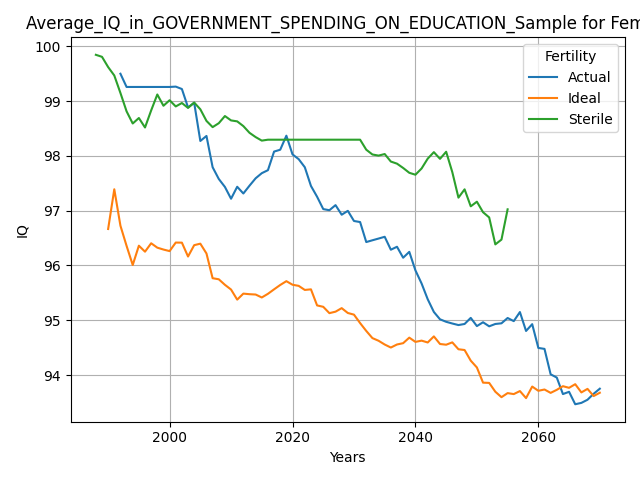 Average_IQ_in_GOVERNMENT_SPENDING_ON_EDUCATION_Sample for Fem
Fertility
Actual
Ideal
Sterile
IQ
100
99
98
97
96
95
94
2000
2020
2040
2060
Years